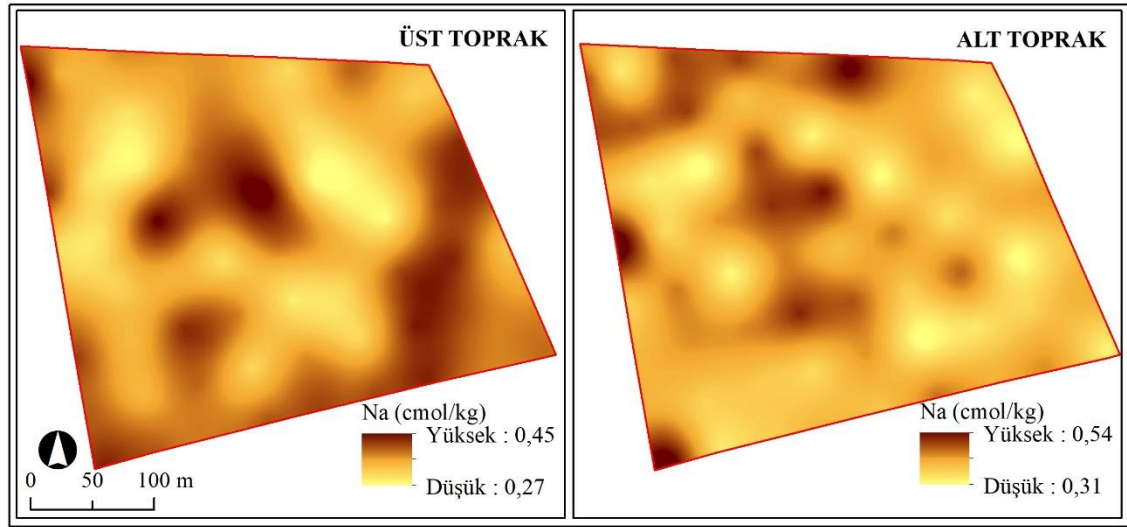 ÜST TOPRAK
Na (cmol/kg)
Yüksek : 0,45
Düşük : 0,27
0 50 100 m
ALT TOPRAK
Na (cmol/kg)
Yüksek : 0,54
Düşük : 0,31